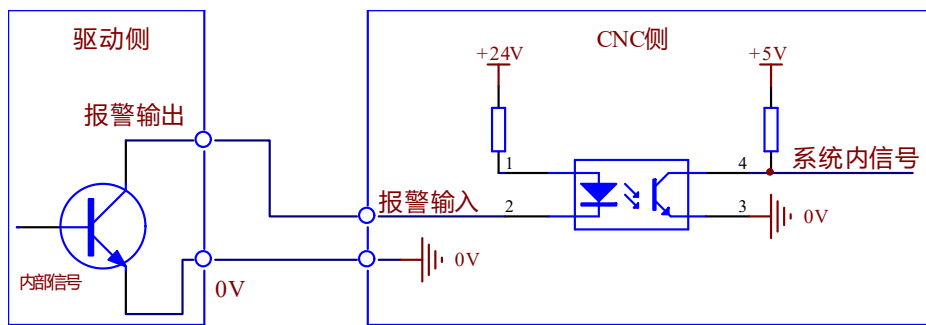 驱动侧
CNC侧
+24V
+5V
报警输出
1
4
系统内信号
报警输入
2
3
0V
0V
内部信号
0V